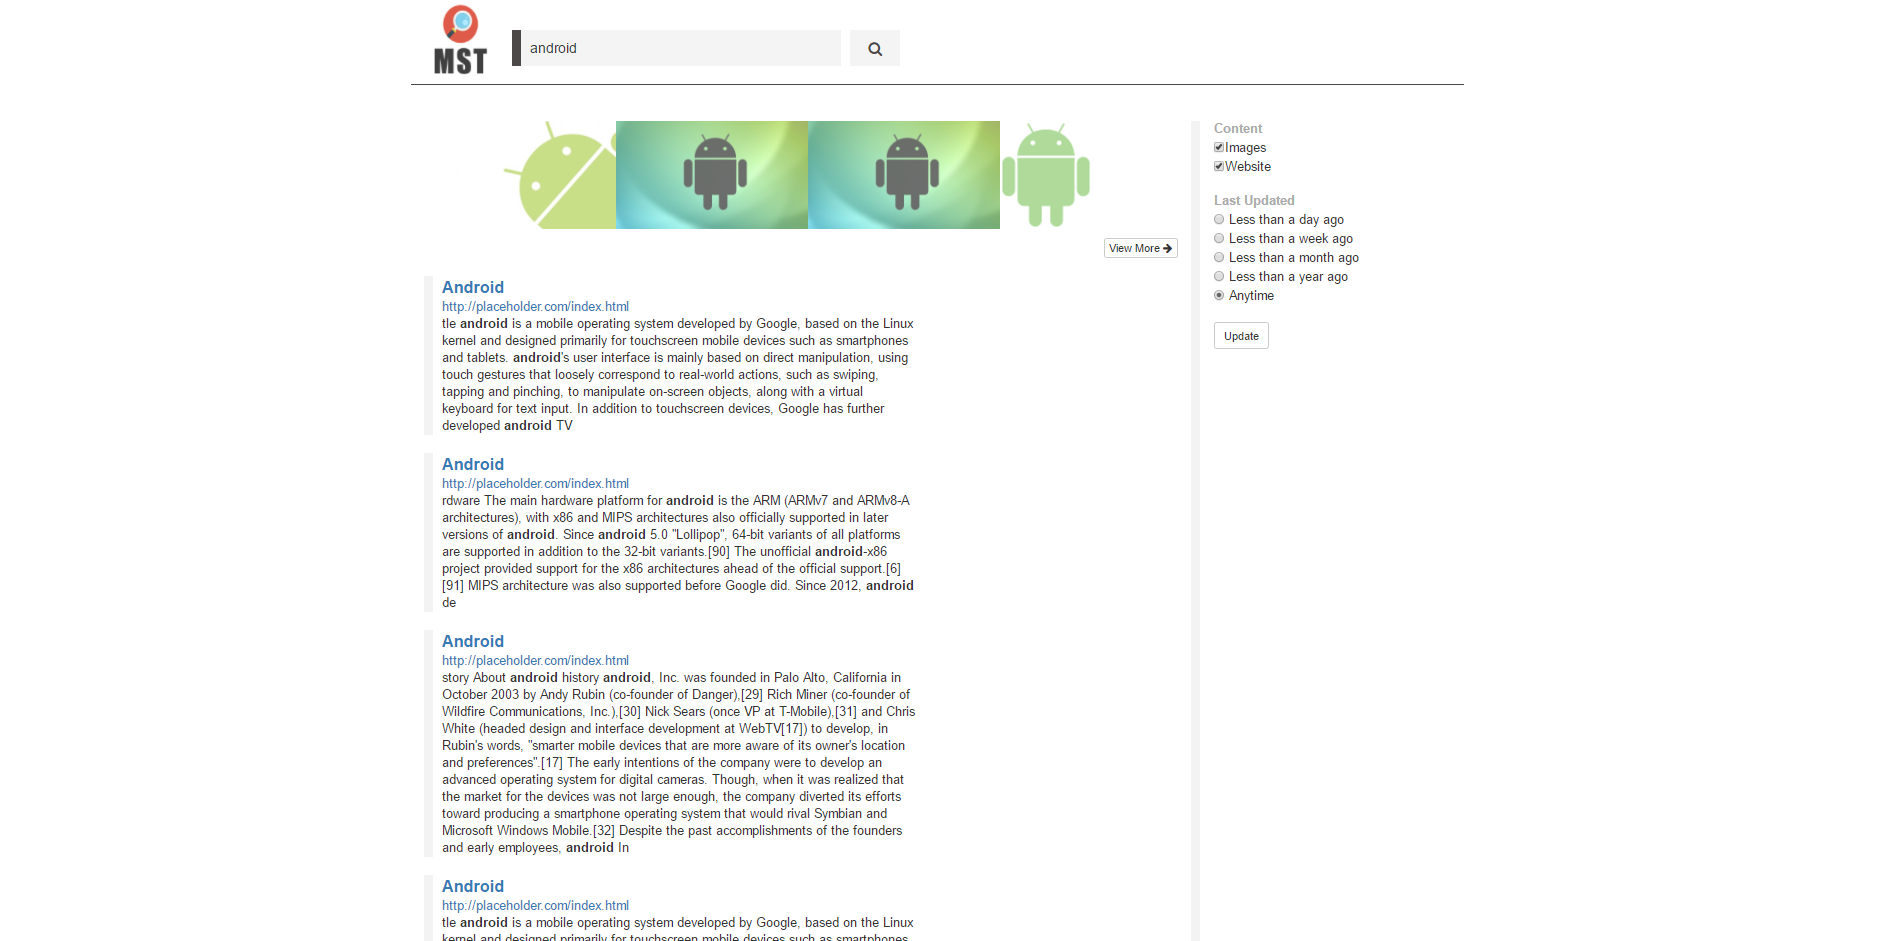 MST
android
View More
Android
http://placeholder.com/index.html
tle android is a mobile operating system developed by Google, based on the Linux
kernel and designed primarily for touchscreen mobile devices such as smartphones
and tablets. android's user interface is mainly based on direct manipulation, using
touch gestures that loosely correspond to real-world actions, such as swiping,
tapping and pinching, to manipulate on-screen objects, along with a virtual
keyboard for text input. In addition to touchscreen devices, Google has further
developed android TV
Android
http://placeholder.com/index.html
rdware The main hardware platform for android is the ARM (ARMv7 and ARMv8-A
architectures), with x86 and MIPS architectures also officially supported in later
versions of android. Since android 5.0 "Lollipop", 64-bit variants of all platforms
are supported in addition to the 32-bit variants.[90] The unofficial android-x86
project provided support for the x86 architectures ahead of the official support.[6]
[91] MIPS architecture was also supported before Google did. Since 2012, android
de
Android
http://placeholder.com/index.html
story About android history android, Inc. was founded in Palo Alto, California in
October 2003 by Andy Rubin (co-founder of Danger),[29] Rich Miner (co-founder of
Wildfire Communications, Inc.),[30] Nick Sears (once VP at T-Mobile),[31] and Chris
White (headed design and interface development at WebTV[17]) to develop, in
Rubin's words, "smarter mobile devices that are more aware of its owner's location
and preferences".[17] The early intentions of the company were to develop an
advanced operating system for digital cameras. Though, when it was realized that
the market for the devices was not large enough, the company diverted its efforts
toward producing a smartphone operating system that would rival Symbian and
Microsoft Windows Mobile.[32] Despite the past accomplishments of the founders
and early employees, android In
Android
http://placeholder.com/index.html
tle android is a mobile operating system developed by Google, based on the Linux
kernel and designed primarily for touchscreen mobile devices such as smartphones
Content
Images
Website
Last Updated
Less than a day ago
Less than a week ago
Less than a month ago
Less than a year ago
Anytime
Update